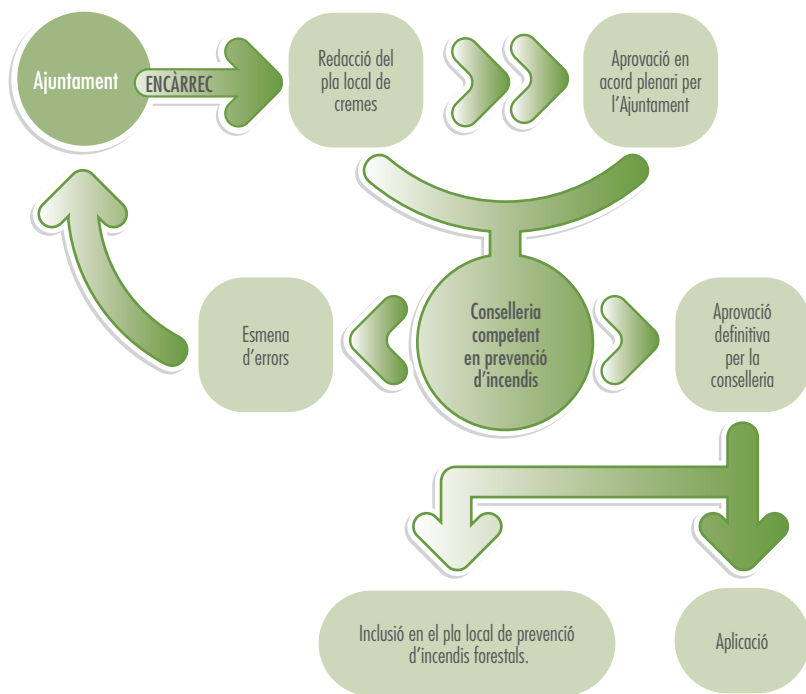 Ajuntament
ENCÀRREC
Redacció del
pla local de
cremes
Aprovació en
acord plenari per
l'Ajuntament
Esmena
d'errors
Conselleria
competent
en prevenció
d'incendis
Aprovació
definitiva
per la
conselleria
Inclusió en el pla local de prevenció
d'incendis forestals.
Aplicació